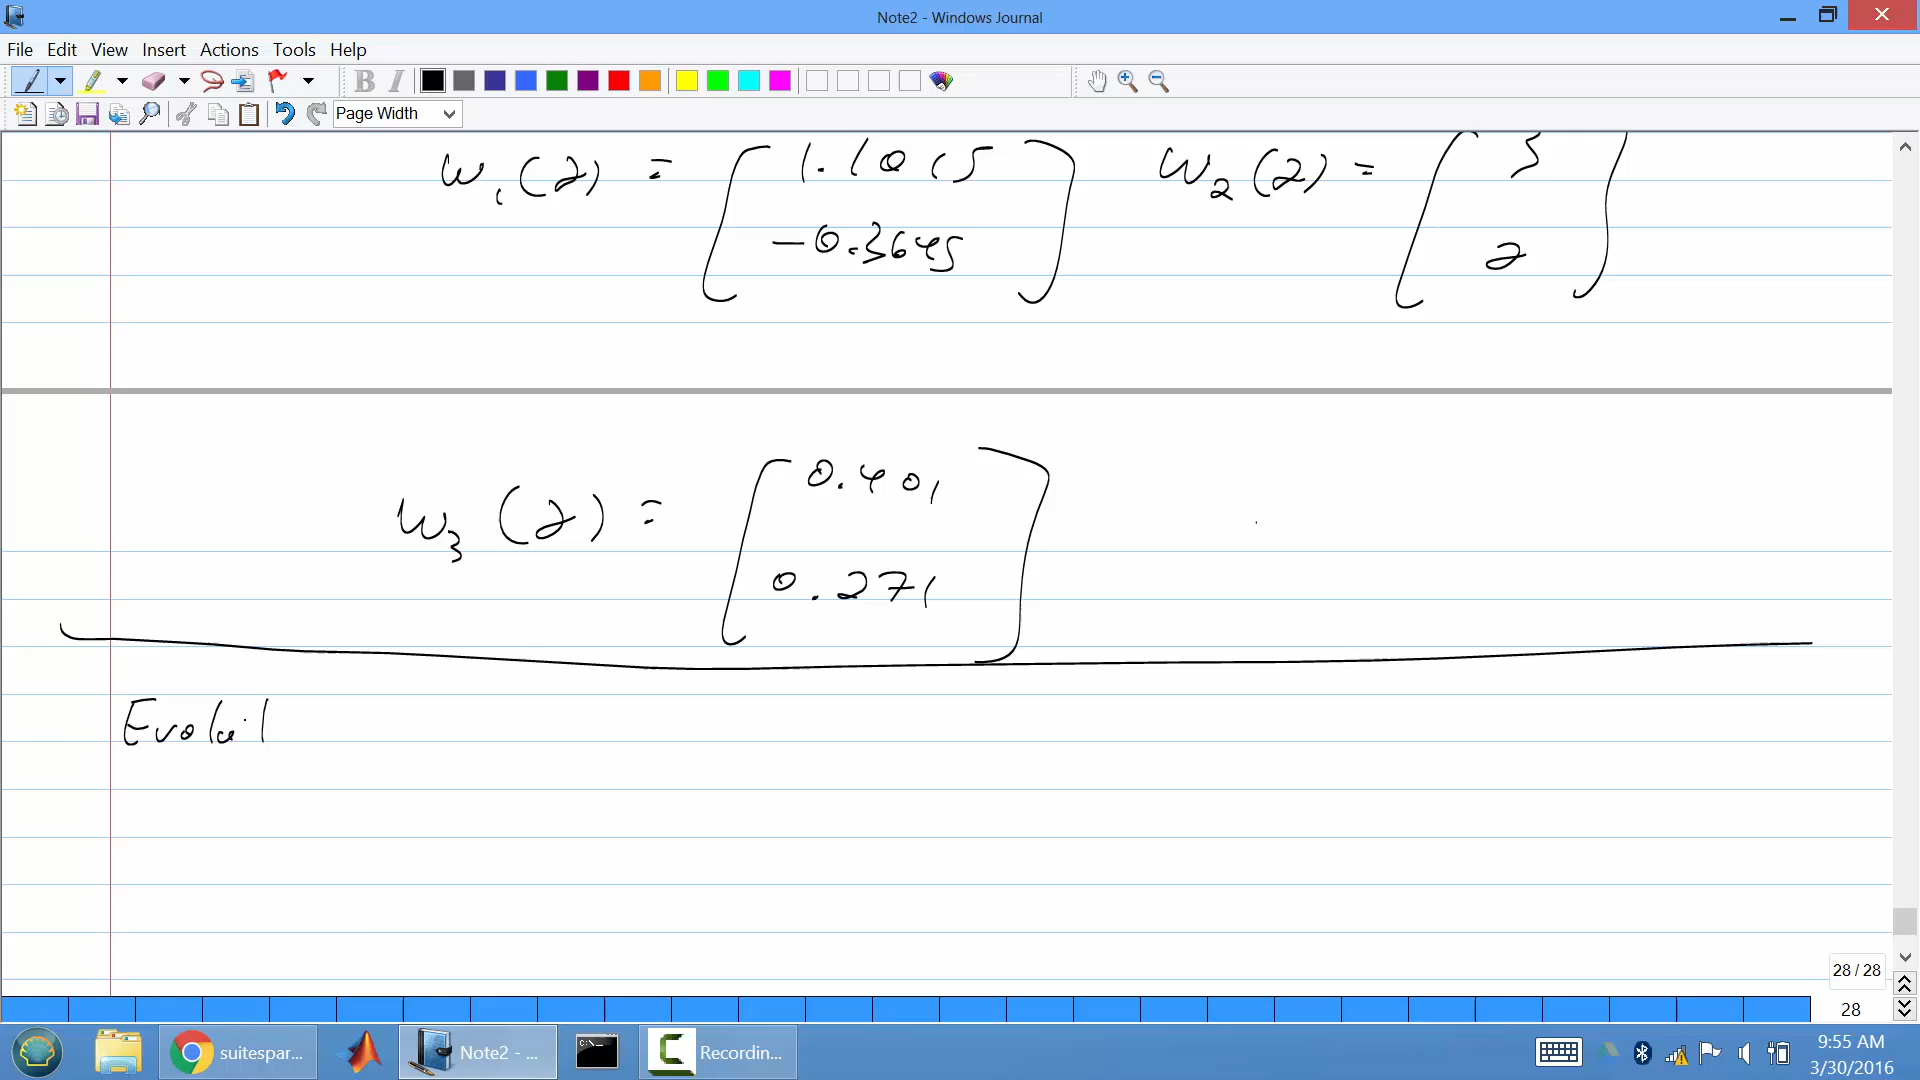 Note2 - Windows Journal
File Edit View Insert Actions Tools Help
B I
Page Width
w₁(2) = [1.1015
-0.3645] w₂(2) = [3
2]
w₃(2) = [0.401
0.271]
28 / 28
28
suitespar... Note2 - ... C:\_ C Recordin...
9:55 AM
3/30/2016